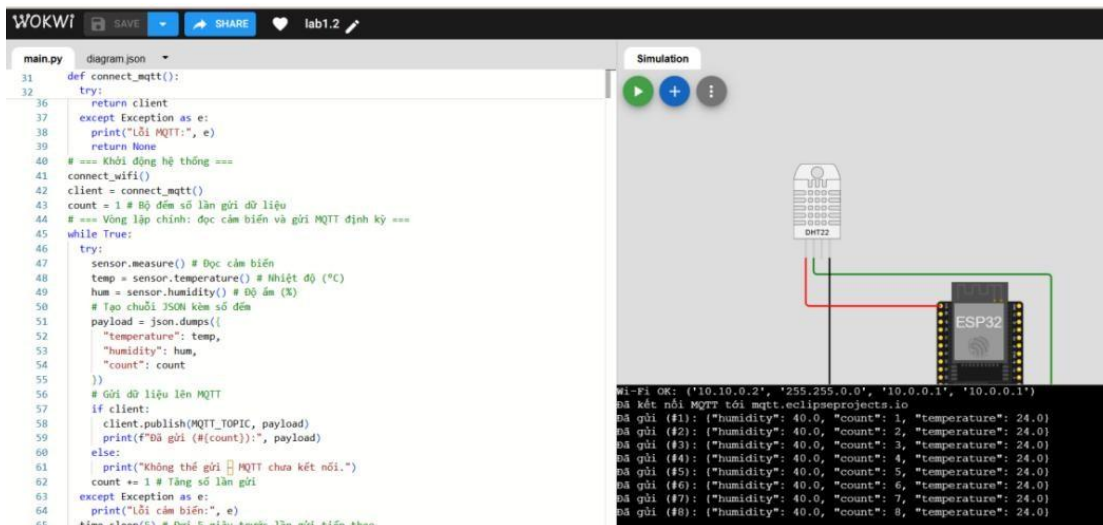 WOKWI SAVE SHARE lab1.2
main.py diagram.json
Simulation
31 def connect_mqtt():
32 try:
36 return client
37 except Exception as e:
38 print("Lỗi MQTT:", e)
39 return None
40 # === Khởi động hệ thống ===
41 connect_wifi()
42 client = connect_mqtt()
43 count = 1 # Bộ đếm số lần gửi dữ liệu
44 # === Vòng lặp chính: đọc cảm biến và gửi MQTT định kỳ ===
45 while True:
46 try:
47 sensor.measure() # Đọc cảm biến
48 temp = sensor.temperature() # Nhiệt độ (°C)
49 hum = sensor.humidity() # Độ ẩm (%)
50 # Tạo chuỗi JSON kèm số đếm
51 payload = json.dumps({
52 "temperature": temp,
53 "humidity": hum,
54 "count": count
55 })
56 # Gửi dữ liệu lên MQTT
57 if client:
58 client.publish(MQTT_TOPIC, payload)
59 print(f"Đã gửi (#{count}):", payload)
60 else:
61 print("Không thể gửi – MQTT chưa kết nối.")
62 count += 1 # Tăng số lần gửi
63 except Exception as e:
64 print("Lỗi cảm biến:", e)
65 time.sleep(5) # Đợi 5 giây trước lần gửi tiếp theo
DHT22
ESP32
Wi-Fi OK: ('10.10.0.2', '255.255.0.0', '10.0.0.1', '10.0.0.1')
Đã kết nối MQTT tới mqtt.eclipseprojects.io
Đã gửi (#1): {"humidity": 40.0, "count": 1, "temperature": 24.0}
Đã gửi (#2): {"humidity": 40.0, "count": 2, "temperature": 24.0}
Đã gửi (#3): {"humidity": 40.0, "count": 3, "temperature": 24.0}
Đã gửi (#4): {"humidity": 40.0, "count": 4, "temperature": 24.0}
Đã gửi (#5): {"humidity": 40.0, "count": 5, "temperature": 24.0}
Đã gửi (#6): {"humidity": 40.0, "count": 6, "temperature": 24.0}
Đã gửi (#7): {"humidity": 40.0, "count": 7, "temperature": 24.0}
Đã gửi (#8): {"humidity": 40.0, "count": 8, "temperature": 24.0}